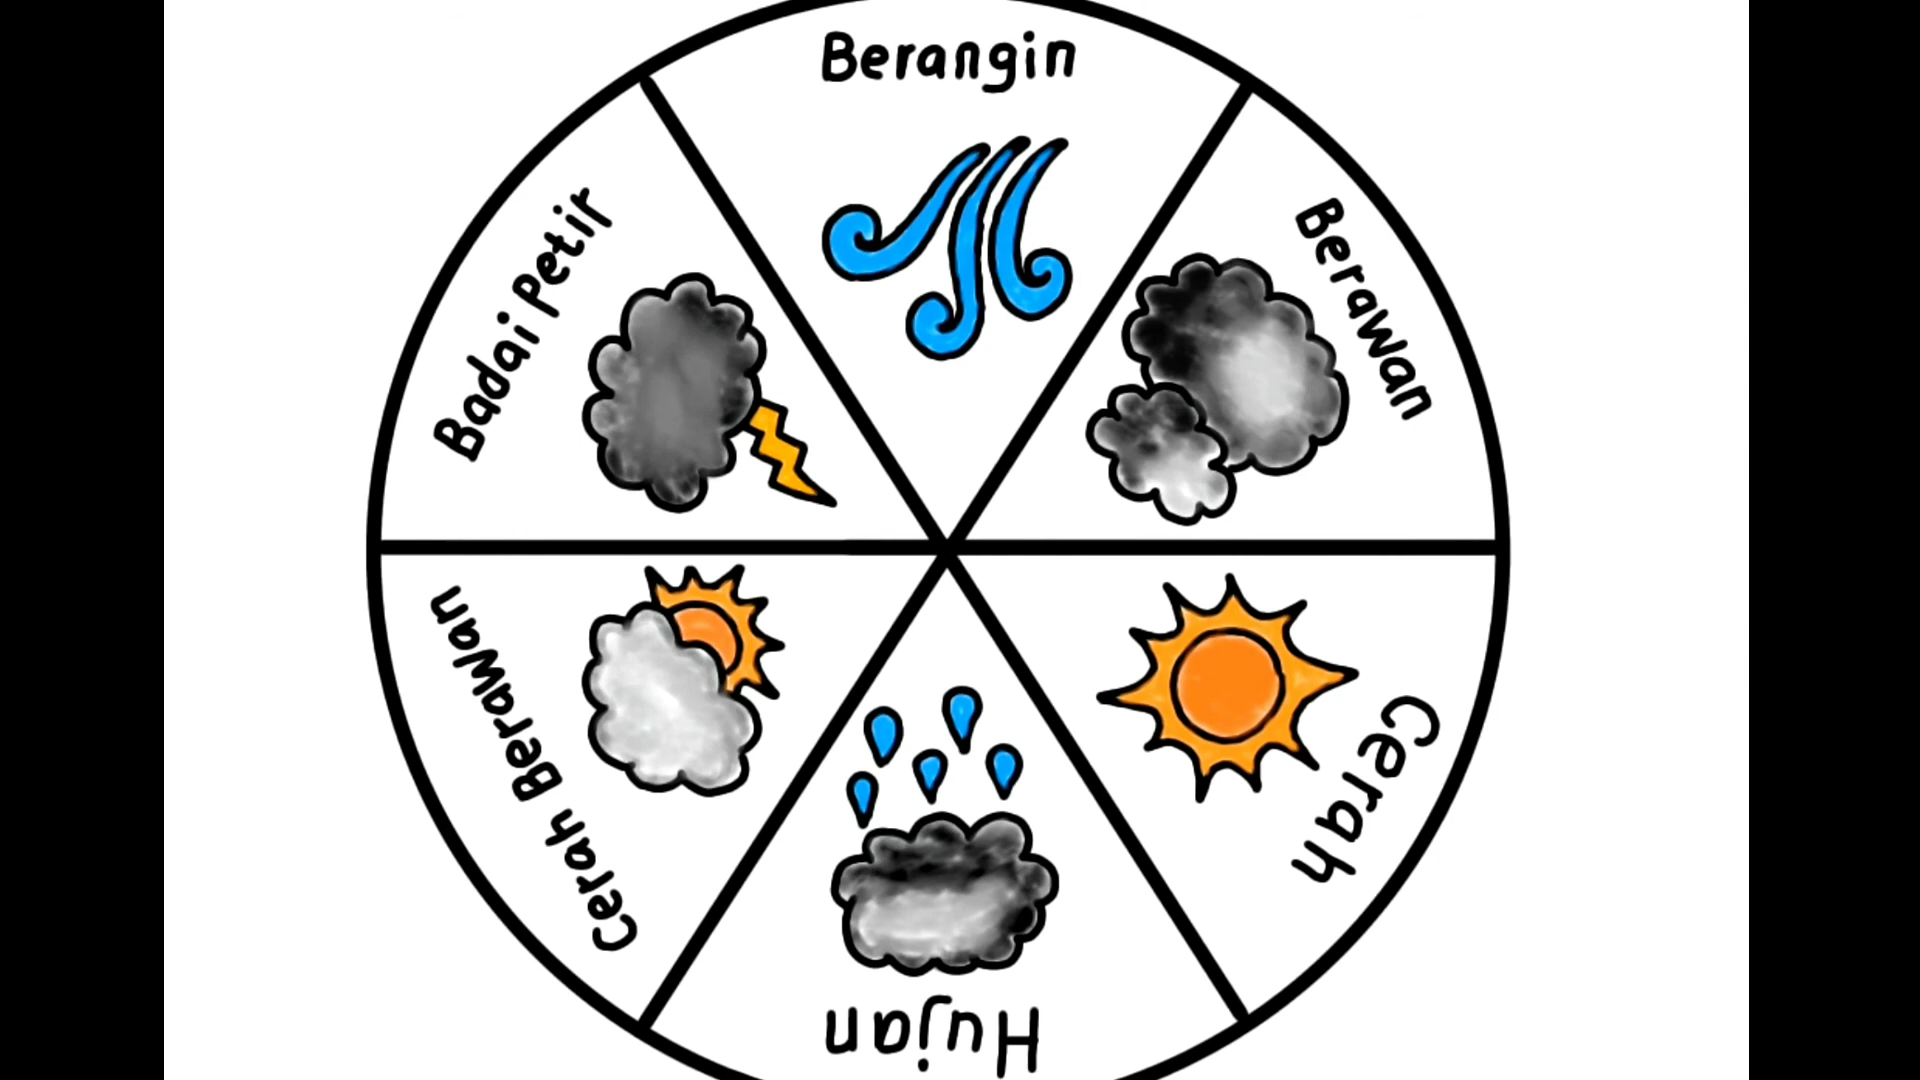 Berangin
Berawan
Cerah
Hujan
Cerah Berawan
Badai Petir